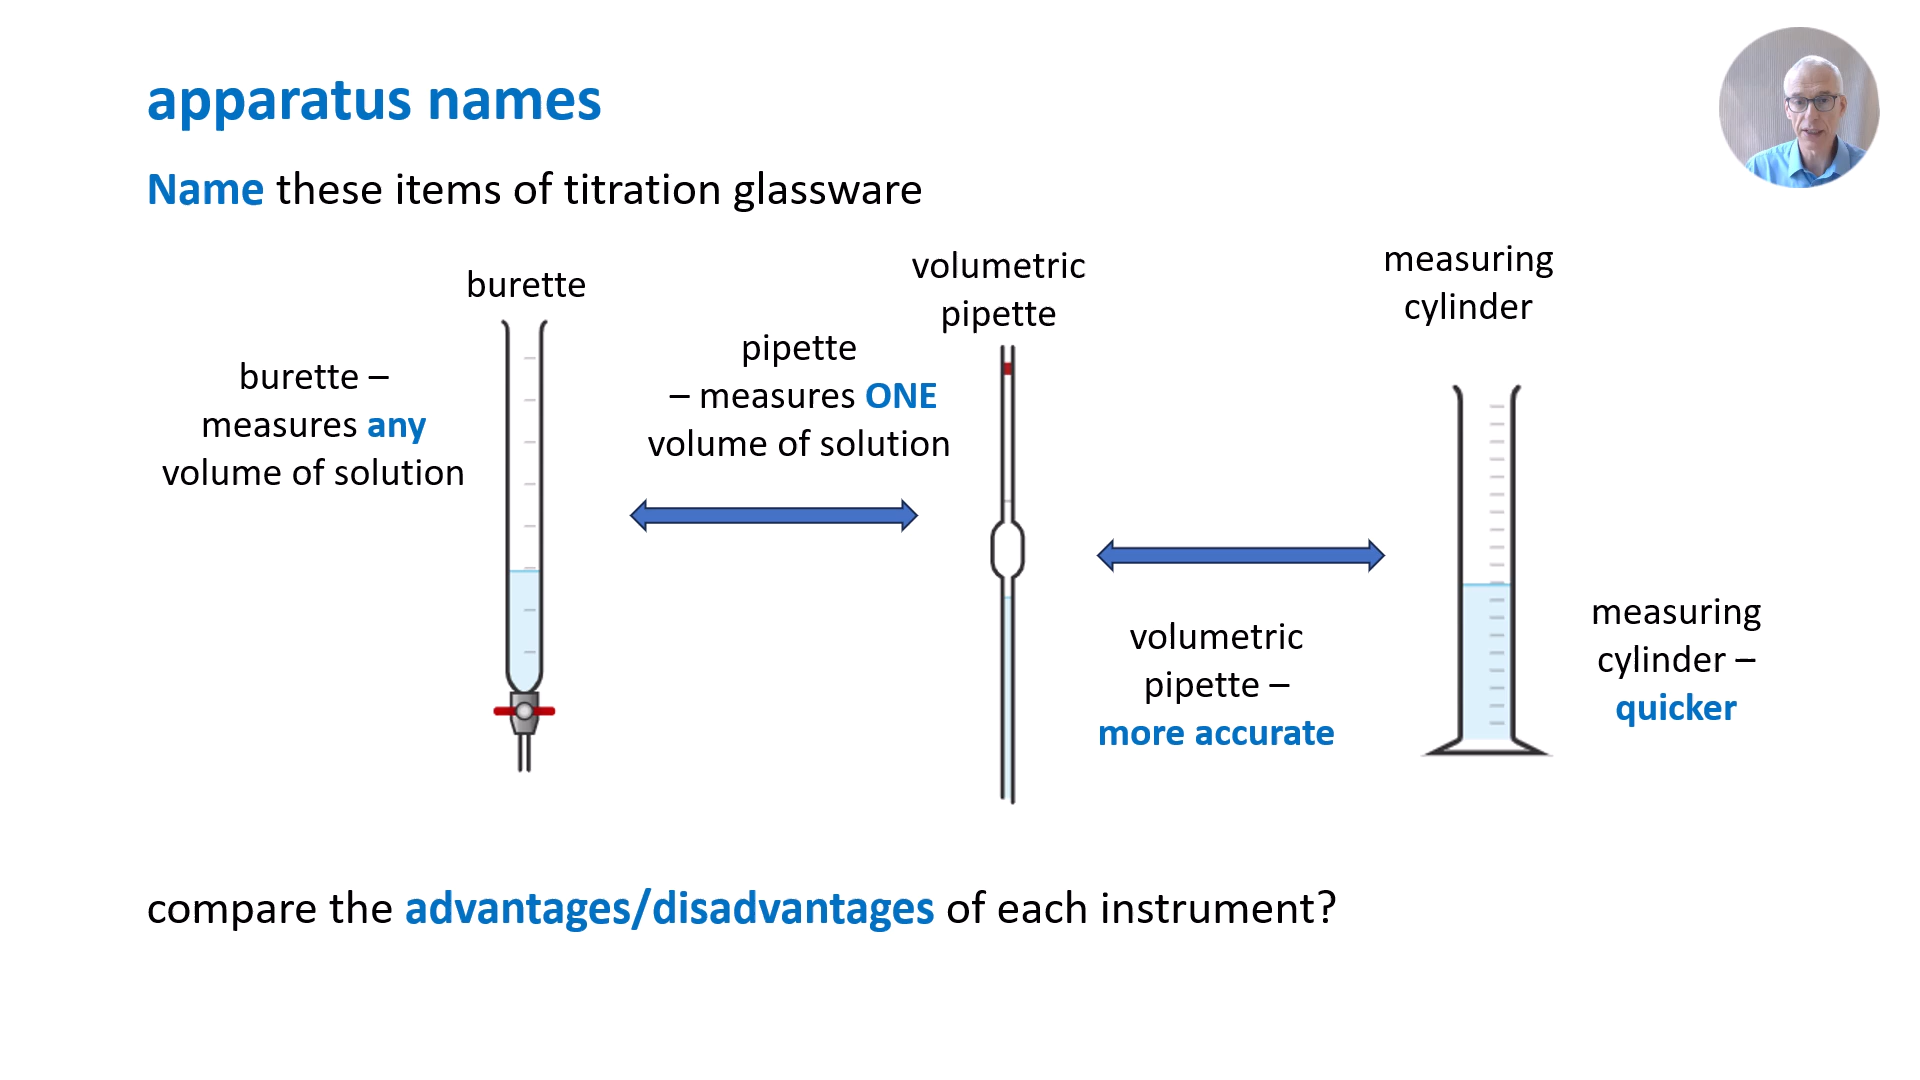 apparatus names
Name these items of titration glassware
burette
burette –
measures any
volume of solution
pipette
– measures ONE
volume of solution
volumetric
pipette
volumetric
pipette –
more accurate
measuring
cylinder
measuring
cylinder –
quicker
compare the advantages/disadvantages of each instrument?